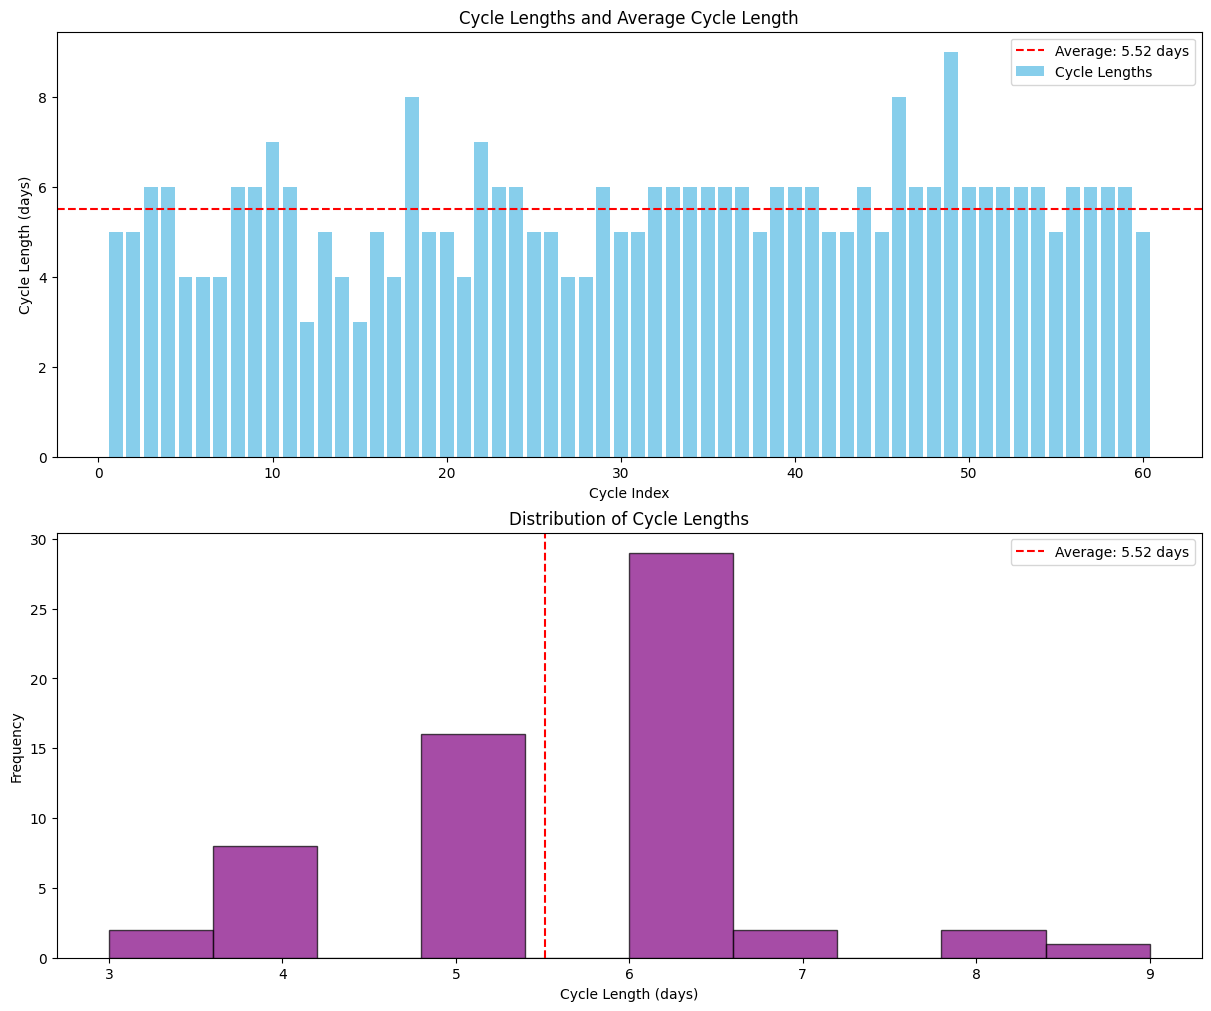 Cycle Lengths and Average Cycle Length
Average: 5.52 days
Cycle Lengths
Cycle Length (days)
8
6
4
2
0
0 10 20 30 40 50 60
Cycle Index
Distribution of Cycle Lengths
Average: 5.52 days
Frequency
30
25
20
15
10
5
0
3 4 5 6 7 8 9
Cycle Length (days)